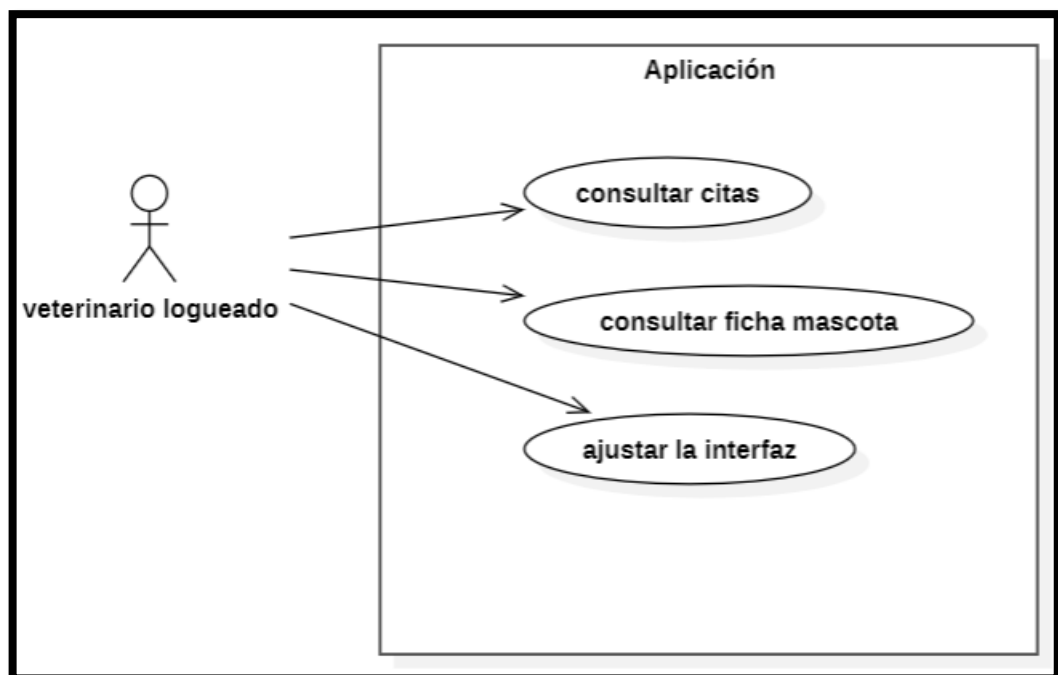 Aplicación
consultar citas
veterinario logueado
consultar ficha mascota
ajustar la interfaz